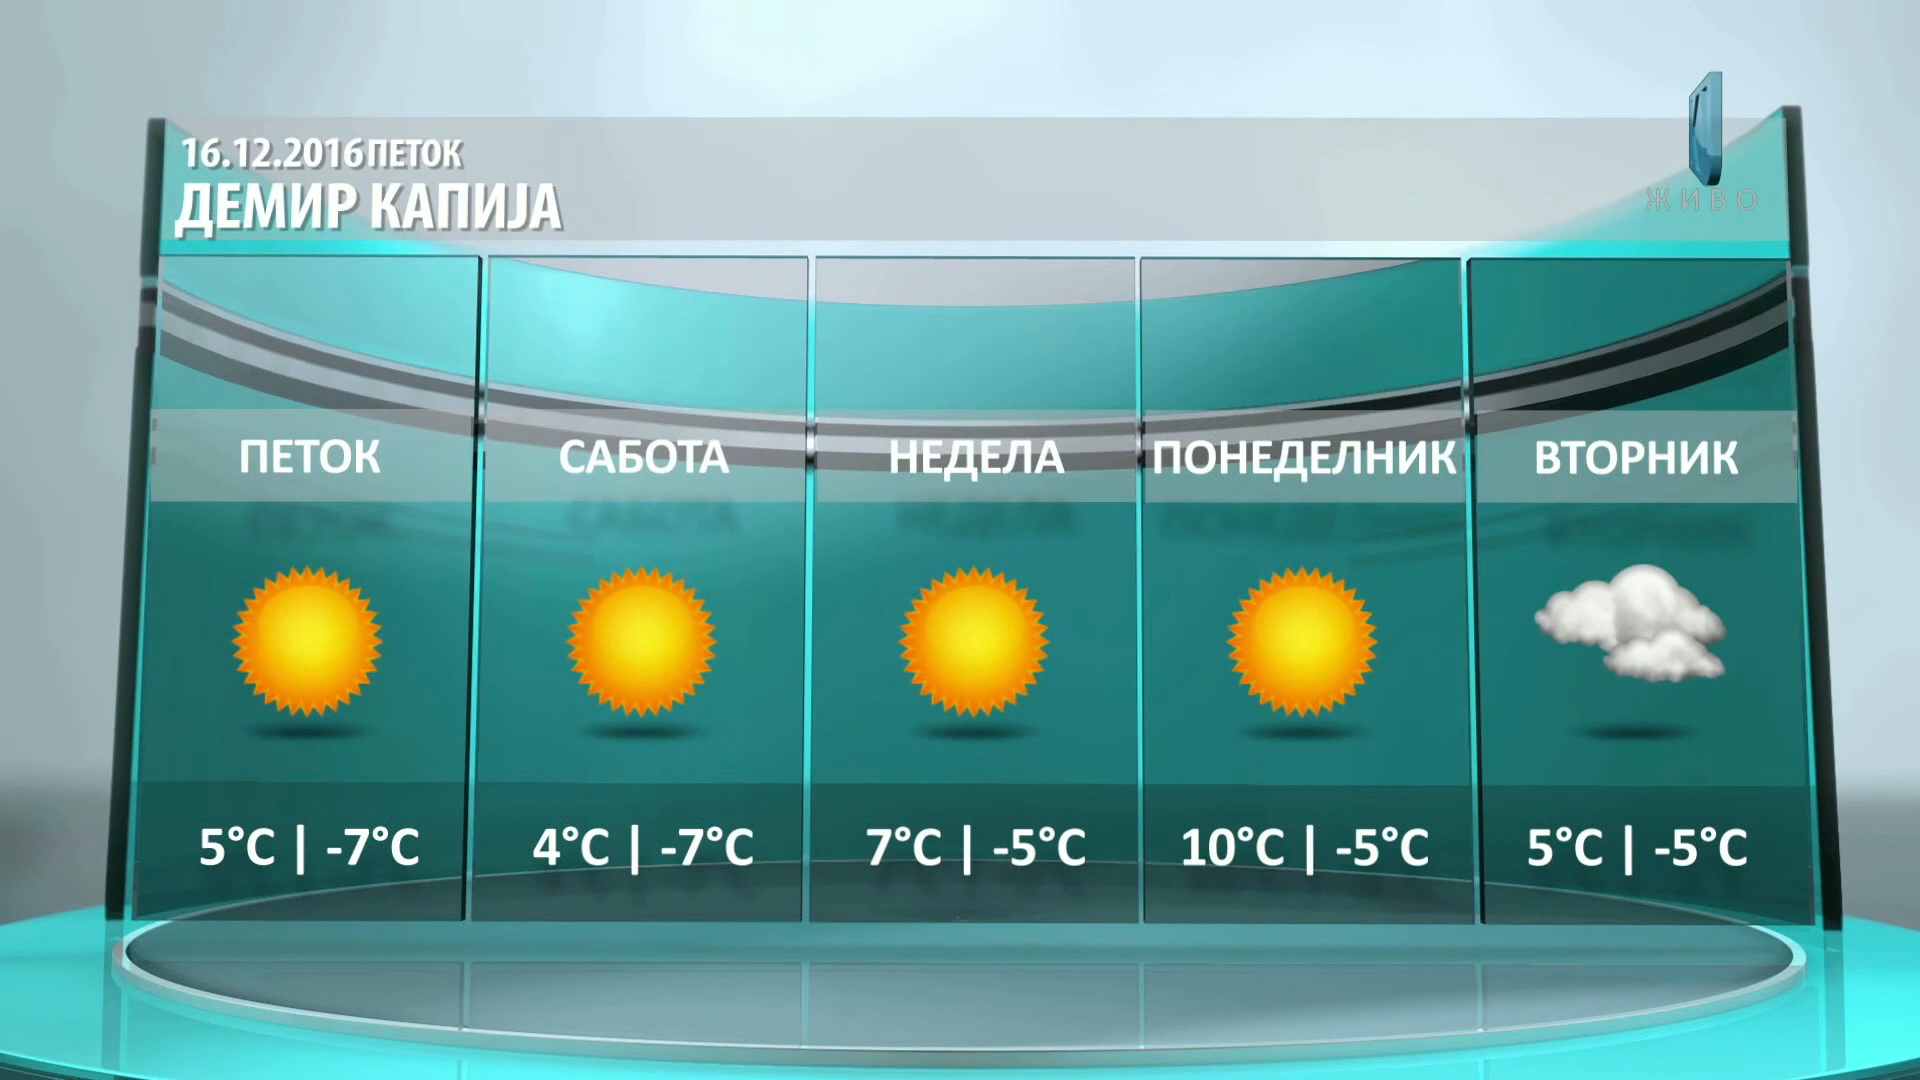 16.12.2016 ПЕТОК
ДЕМИР КАПИЈА
ЖИВО
ПЕТОК САБОТА НЕДЕЛА ПОНЕДЕЛНИК ВТОРНИК
5°C | -7°C 4°C | -7°C 7°C | -5°C 10°C | -5°C 5°C | -5°C